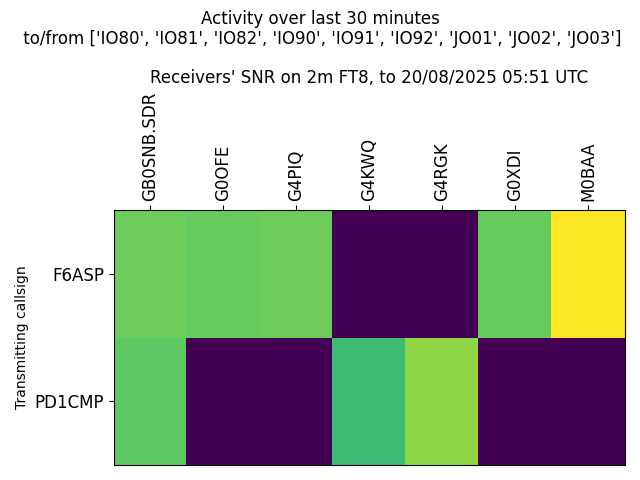 Activity over last 30 minutes
to/from ['IO80', 'IO81', 'IO82', 'IO90', 'IO91', 'IO92', 'JO01', 'JO02', 'JO03']
Receivers' SNR on 2m FT8, to 20/08/2025 05:51 UTC
GB0SNB.SDR
G0OFE
G4PIQ
G4KWQ
G4RGK
G0XDI
M0BAA
Transmitting callsign
F6ASP
PD1CMP